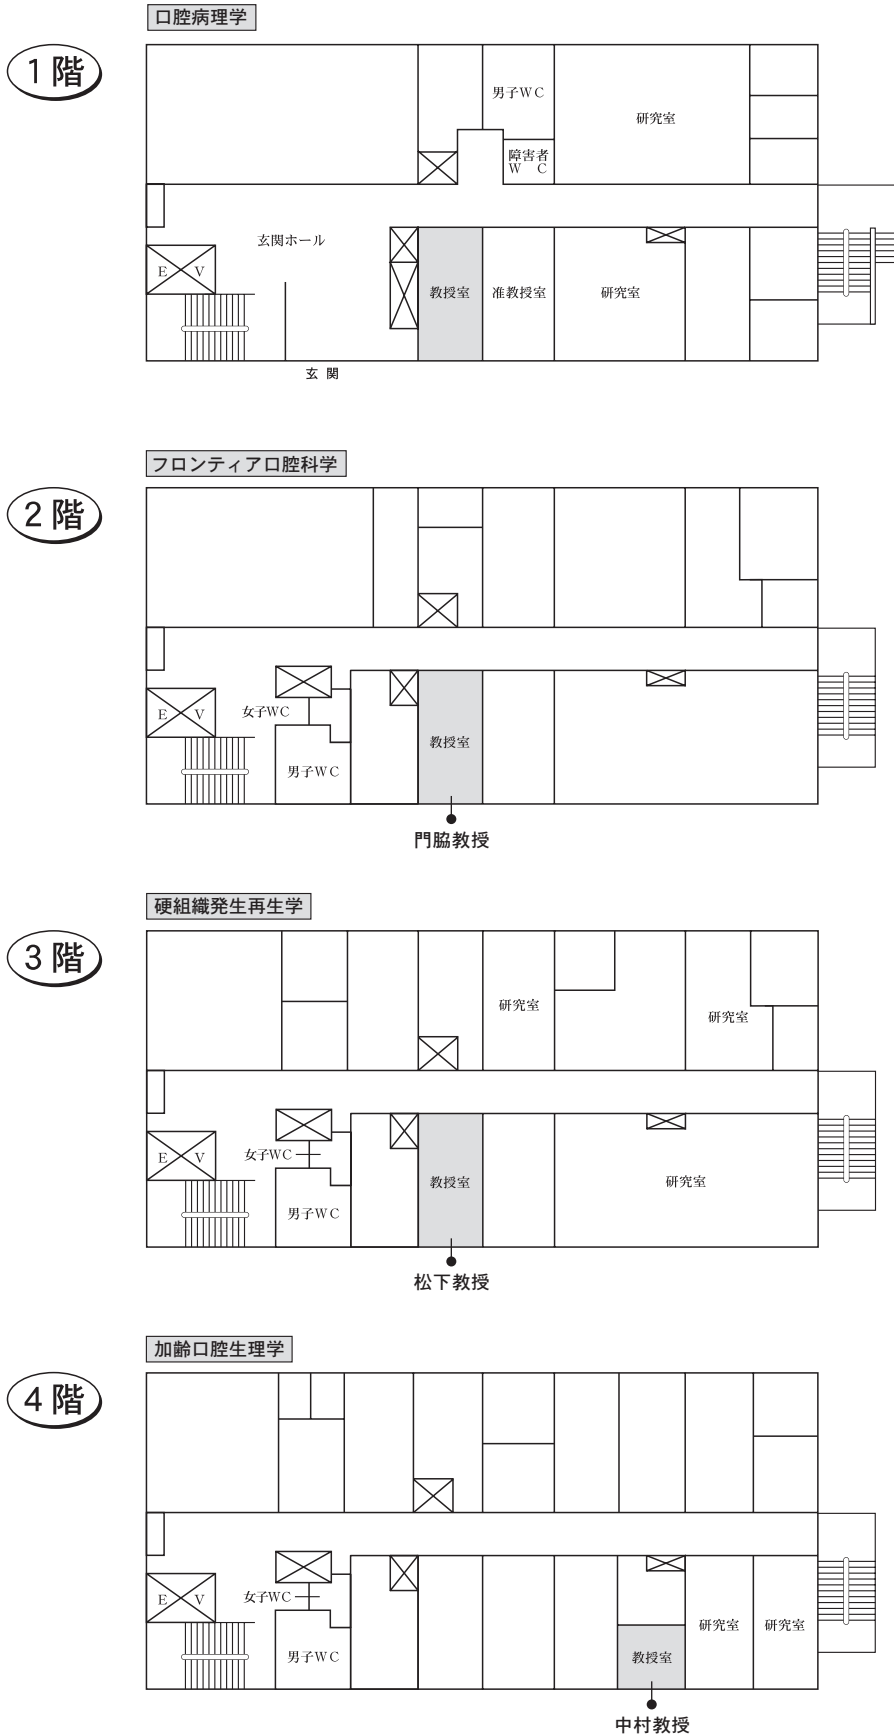 口腔病理学
1階
男子WC
研究室
障害者
W C
玄関ホール
E V
教授室
准教授室
研究室
玄関
フロンティア口腔科学
2階
女子WC
E V
教授室
男子WC
門脇教授
硬組織発生再生学
3階
研究室
研究室
女子WC
E V
教授室
研究室
男子WC
松下教授
加齢口腔生理学
4階
女子WC
E V
研究室
研究室
男子WC
教授室
中村教授